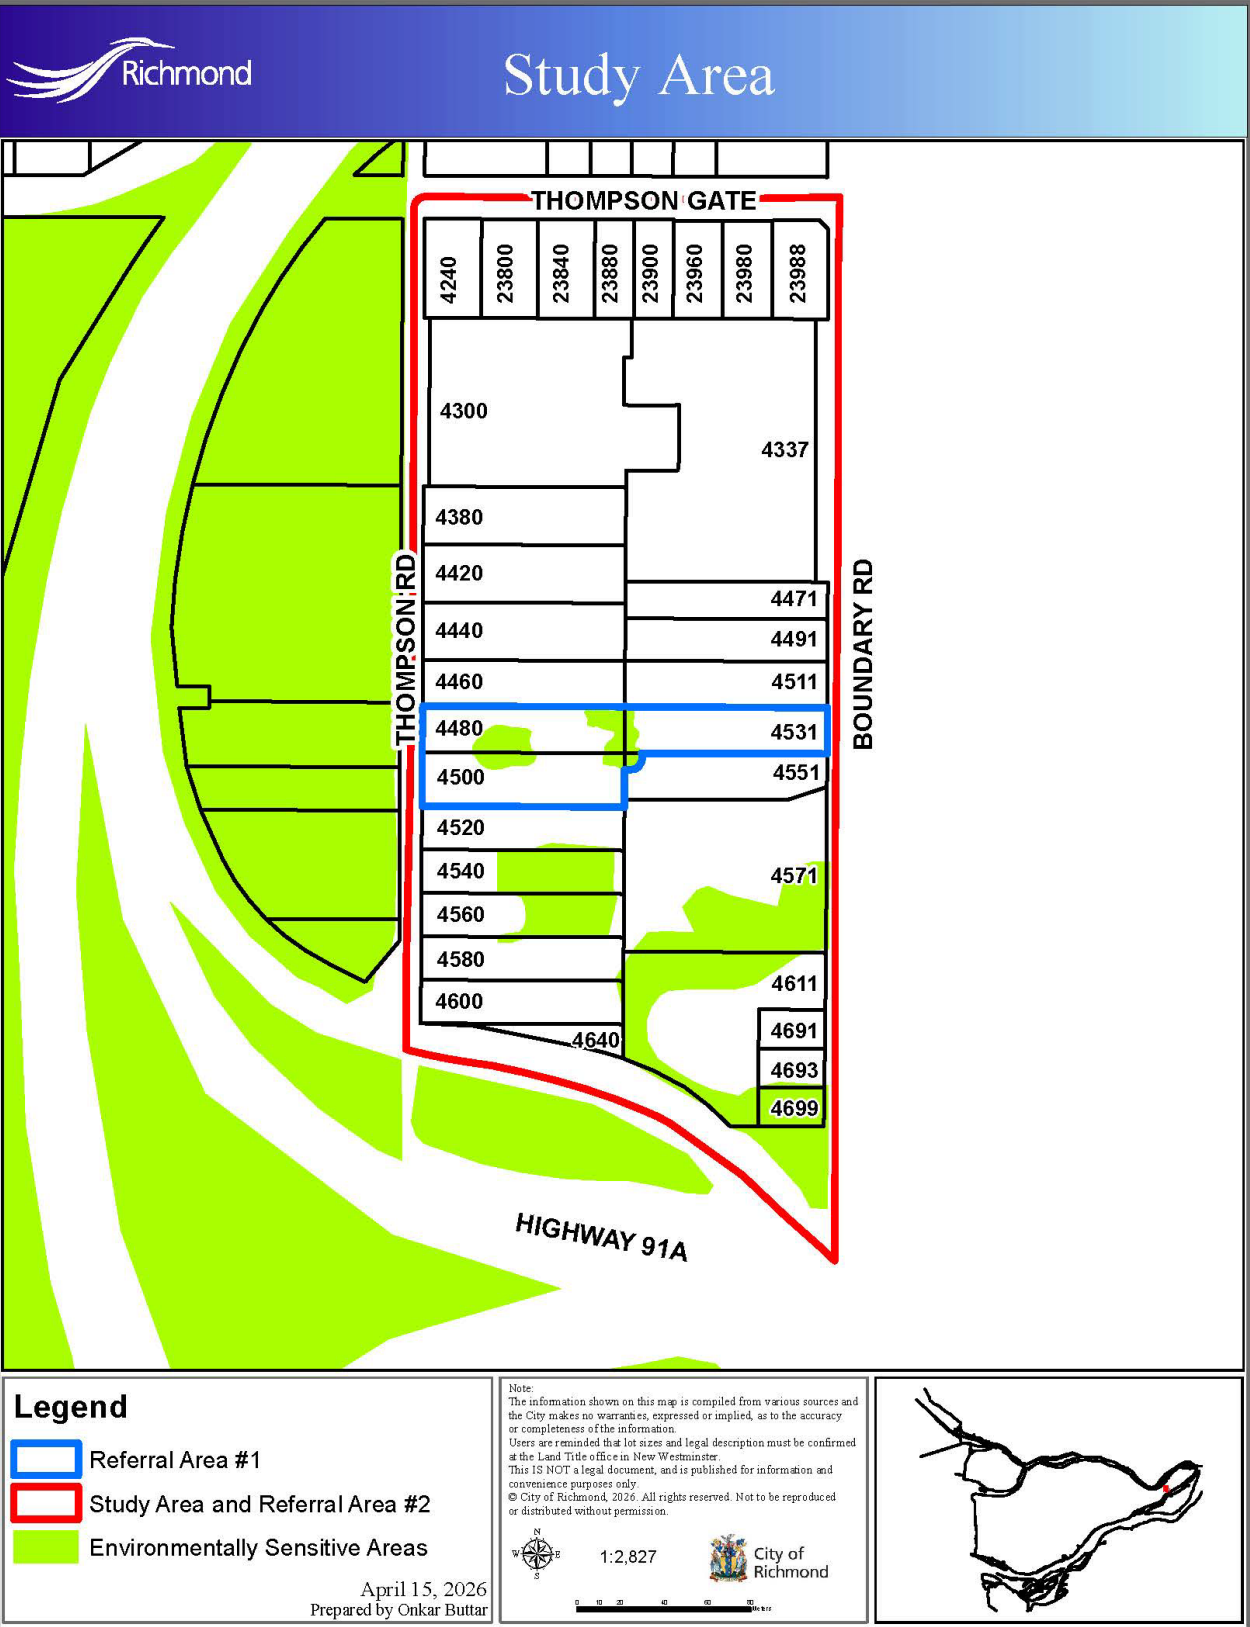 Richmond
Study Area
THOMPSON GATE
4240
23800
23840
23880
23900
23960
23980
23988
4300
4337
4380
4420
4471
4440
4491
4460
4511
THOMPSON RD
BOUNDARY RD
4480
4531
4500
4551
4520
4540
4571
4560
4580
4611
4600
4691
4640
4693
4699
HIGHWAY 91A
Legend
Referral Area #1
Study Area and Referral Area #2
Environmentally Sensitive Areas
April 15, 2026
Prepared by Onkar Buttar
Note:
The information shown on this map is compiled from various sources and
the City makes no warranties, expressed or implied, as to the accuracy
or completeness of the information.
Users are reminded that lot sizes and legal description must be confirmed
at the Land Title office in New Westminster.
This IS NOT a legal document, and is published for information and
convenience purposes only.
© City of Richmond, 2026. All rights reserved. Not to be reproduced
or distributed without permission.
N
W E
S
1:2,827
City of
Richmond
0 10 20 40 60 80
Meters